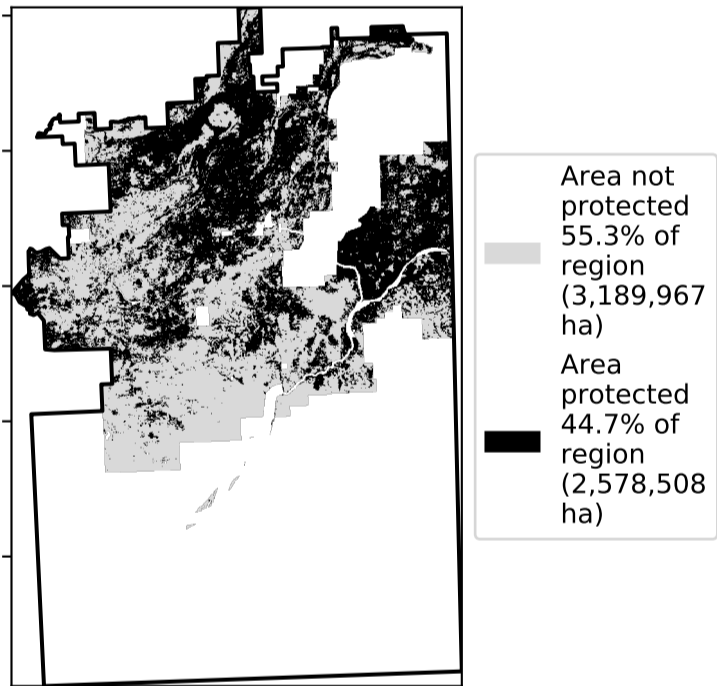 Area not
protected
55.3% of
region
(3,189,967
ha)
Area
protected
44.7% of
region
(2,578,508
ha)